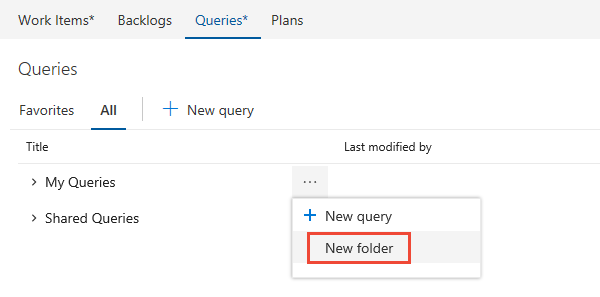 Work Items* Backlogs Queries* Plans
Queries
Favorites All New query
Title Last modified by
My Queries ...
Shared Queries
New query
New folder